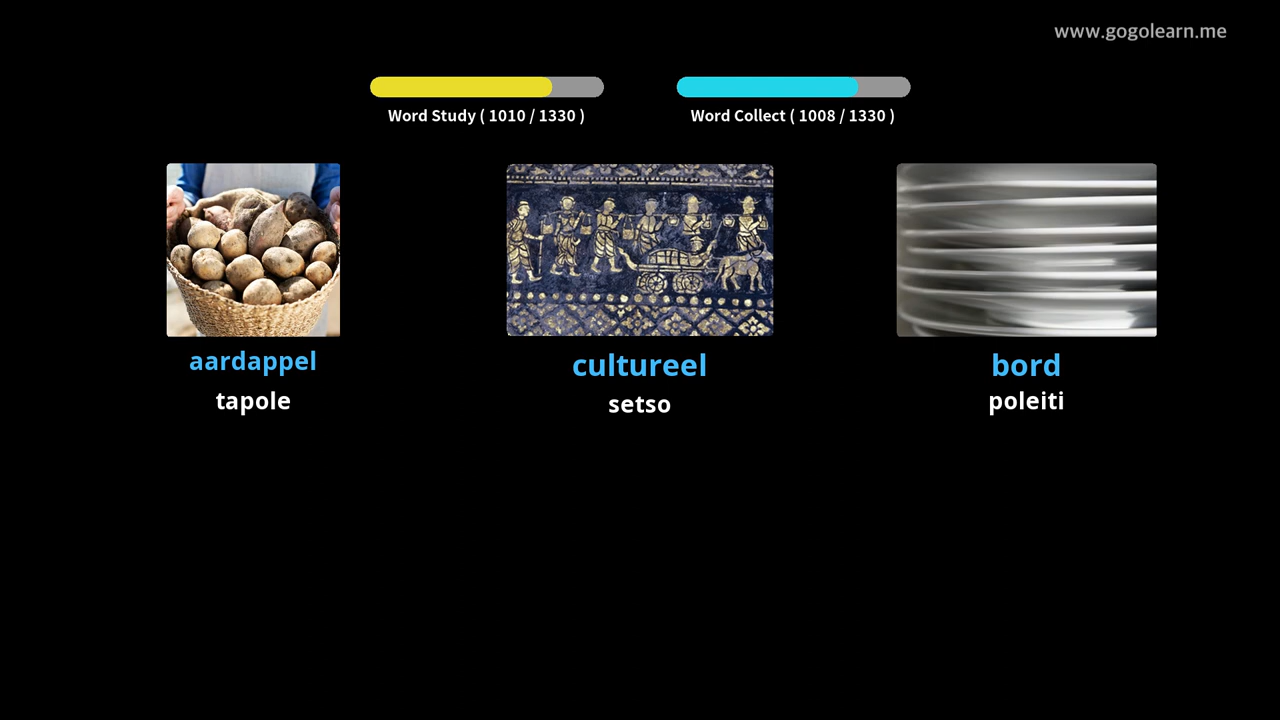 www.gogolearn.me
Word Study ( 1010 / 1330 )
Word Collect ( 1008 / 1330 )
aardappel
tapole
cultureel
setso
bord
poleiti